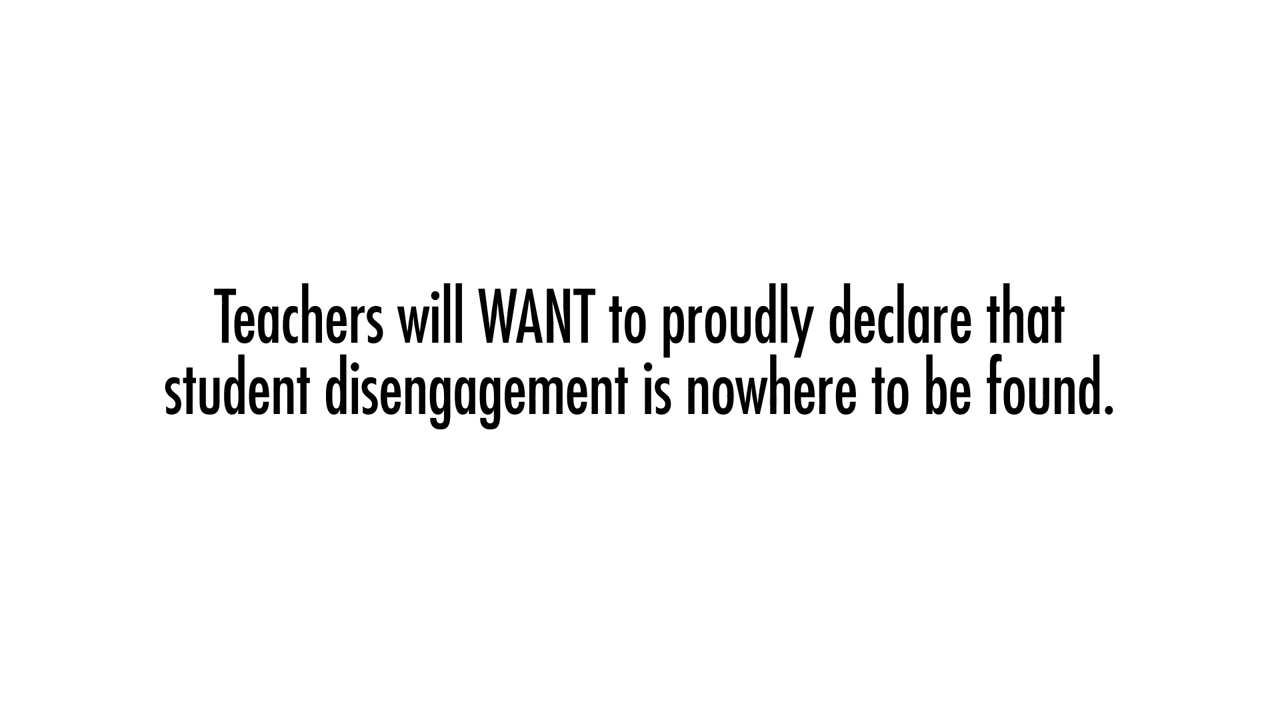 Teachers will WANT to proudly declare that
student disengagement is nowhere to be found.